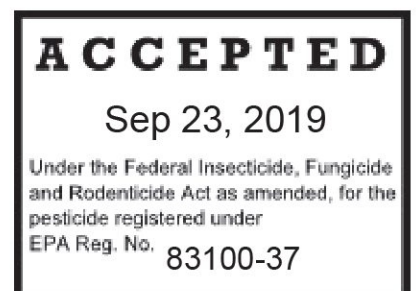 ACCEPTED
Sep 23, 2019
Under the Federal Insecticide, Fungicide
and Rodenticide Act as amended, for the
pesticide registered under
EPA Reg. No. 83100-37